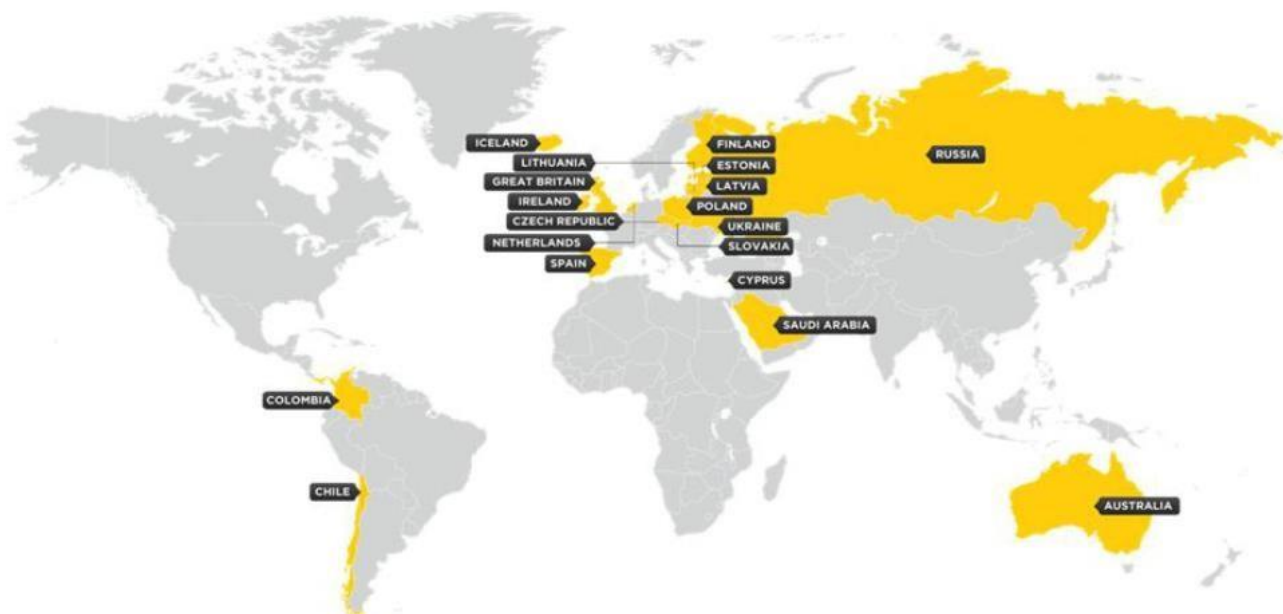 ICELAND
FINLAND
RUSSIA
LITHUANIA
ESTONIA
GREAT BRITAIN
LATVIA
IRELAND
POLAND
CZECH REPUBLIC
UKRAINE
NETHERLANDS
SLOVAKIA
SPAIN
CYPRUS
SAUDI ARABIA
COLOMBIA
CHILE
AUSTRALIA